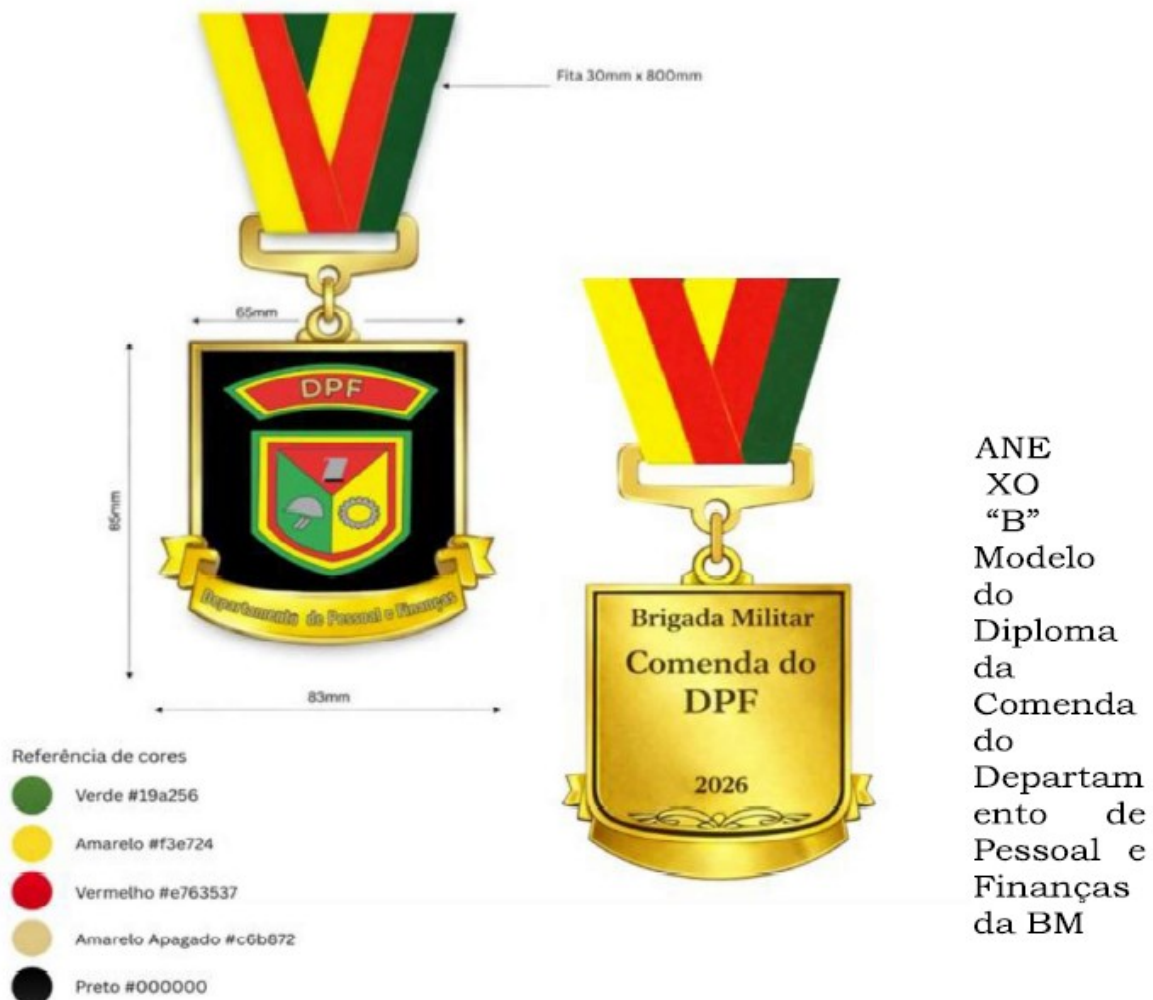 Fita 30mm x 800mm
65mm
DPF
85mm
Departamento de Pessoal e Finanças
83mm
Brigada Militar
Comenda do
DPF
2026
Referência de cores
Verde #19a256
Amarelo #f3e724
Vermelho #e763537
Amarelo Apagado #c6b872
Preto #000000
ANE
XO
“B”
Modelo
do
Diploma
da
Comenda
do
Departam
ento de
Pessoal e
Finanças
da BM